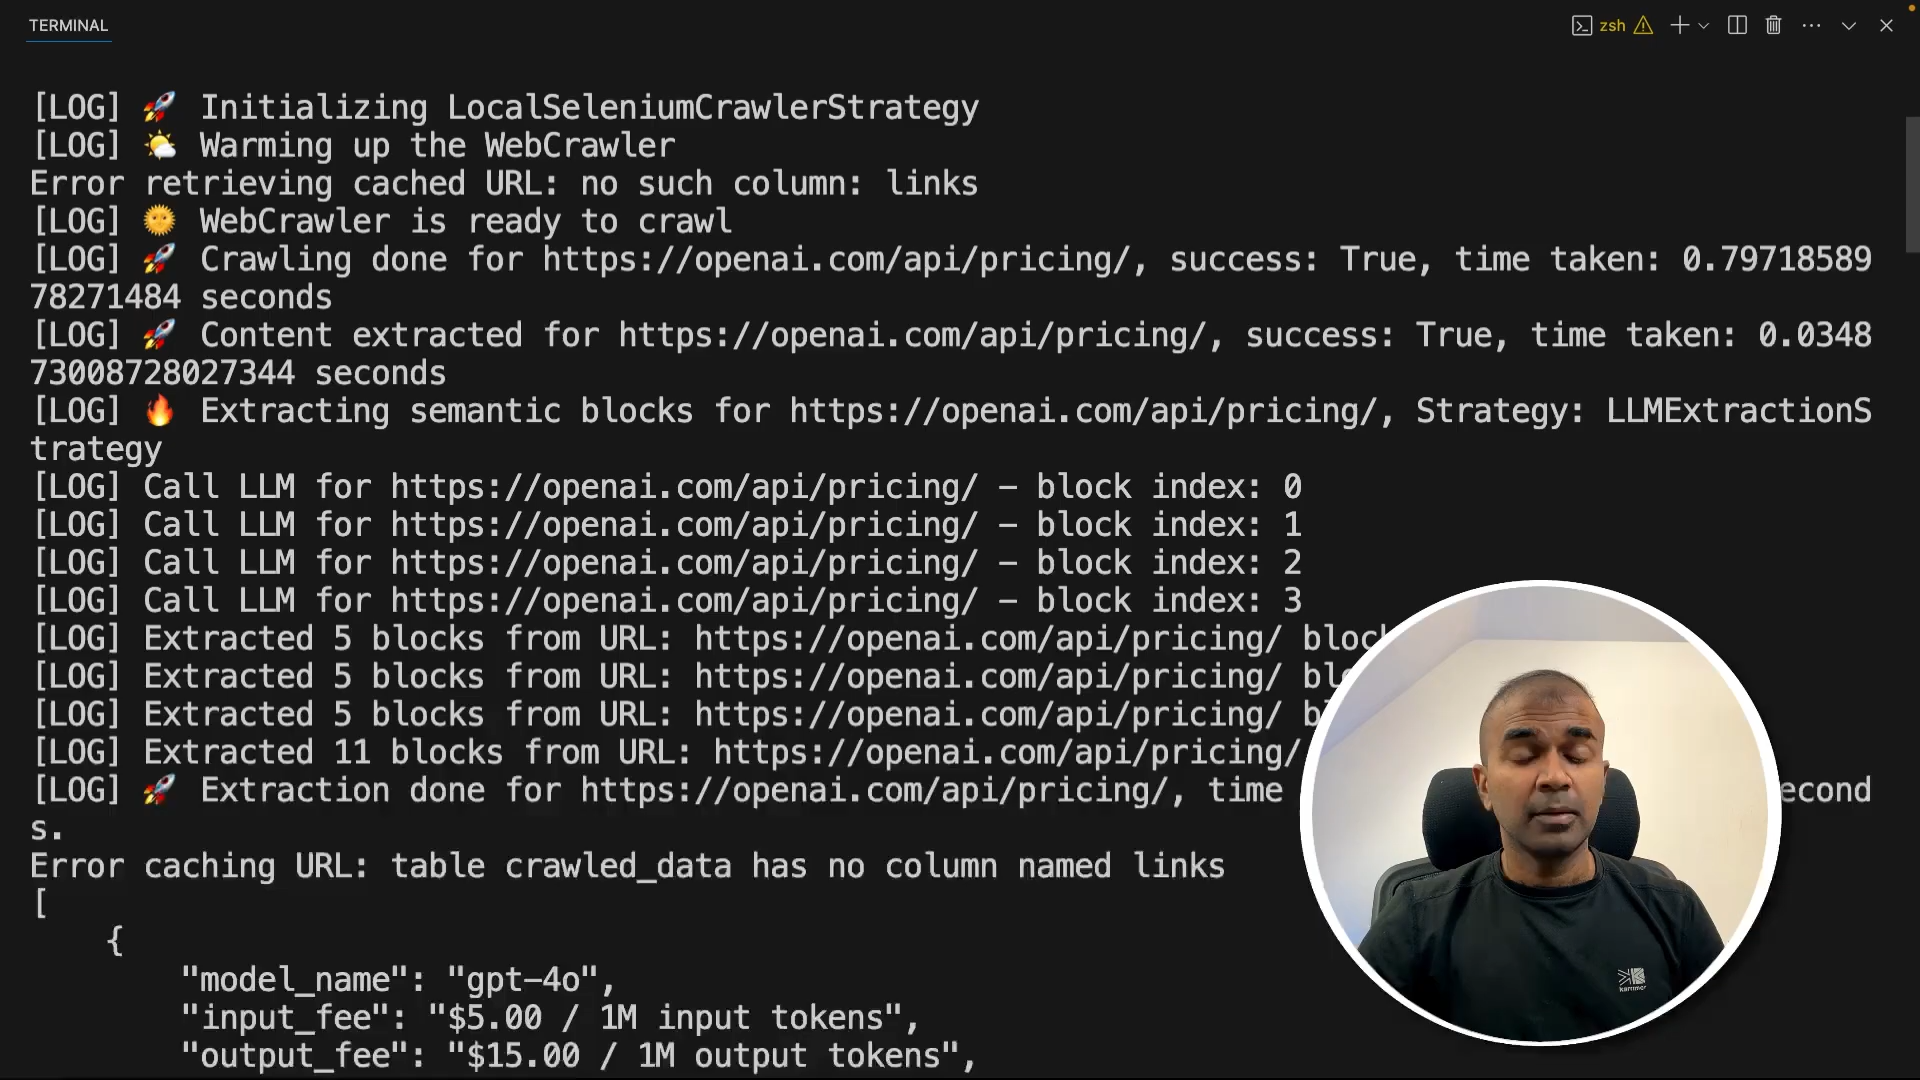 TERMINAL
zsh
[LOG] 🚀 Initializing LocalSeleniumCrawlerStrategy
[LOG] 🌤️ Warming up the WebCrawler
Error retrieving cached URL: no such column: links
[LOG] 🌞 WebCrawler is ready to crawl
[LOG] 🚀 Crawling done for https://openai.com/api/pricing/, success: True, time taken: 0.79718589
78271484 seconds
[LOG] 🚀 Content extracted for https://openai.com/api/pricing/, success: True, time taken: 0.0348
73008728027344 seconds
[LOG] 🔥 Extracting semantic blocks for https://openai.com/api/pricing/, Strategy: LLMExtractionS
trategy
[LOG] Call LLM for https://openai.com/api/pricing/ - block index: 0
[LOG] Call LLM for https://openai.com/api/pricing/ - block index: 1
[LOG] Call LLM for https://openai.com/api/pricing/ - block index: 2
[LOG] Call LLM for https://openai.com/api/pricing/ - block index: 3
[LOG] Extracted 5 blocks from URL: https://openai.com/api/pricing/
[LOG] Extracted 5 blocks from URL: https://openai.com/api/pricing/
[LOG] Extracted 5 blocks from URL: https://openai.com/api/pricing/
[LOG] Extracted 11 blocks from URL: https://openai.com/api/pricing/
[LOG] 🚀 Extraction done for https://openai.com/api/pricing/, time econd
s.
Error caching URL: table crawled_data has no column named links
[
{
"model_name": "gpt-4o",
"input_fee": "$5.00 / 1M input tokens",
"output_fee": "$15.00 / 1M output tokens",